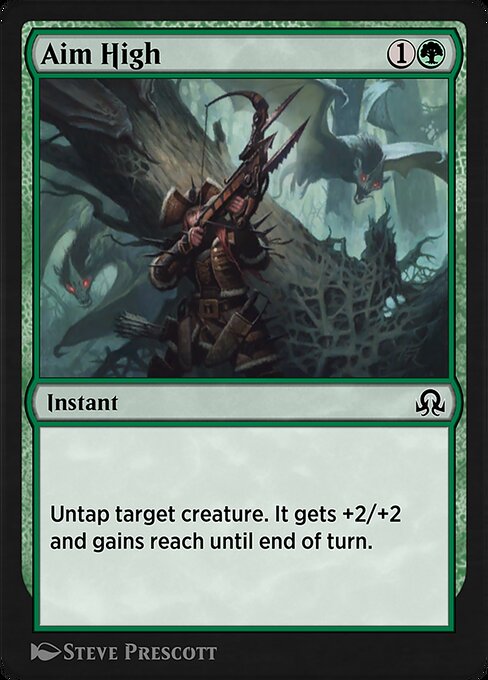 Aim High 1
Instant
Untap target creature. It gets +2/+2
and gains reach until end of turn.
Steve Prescott